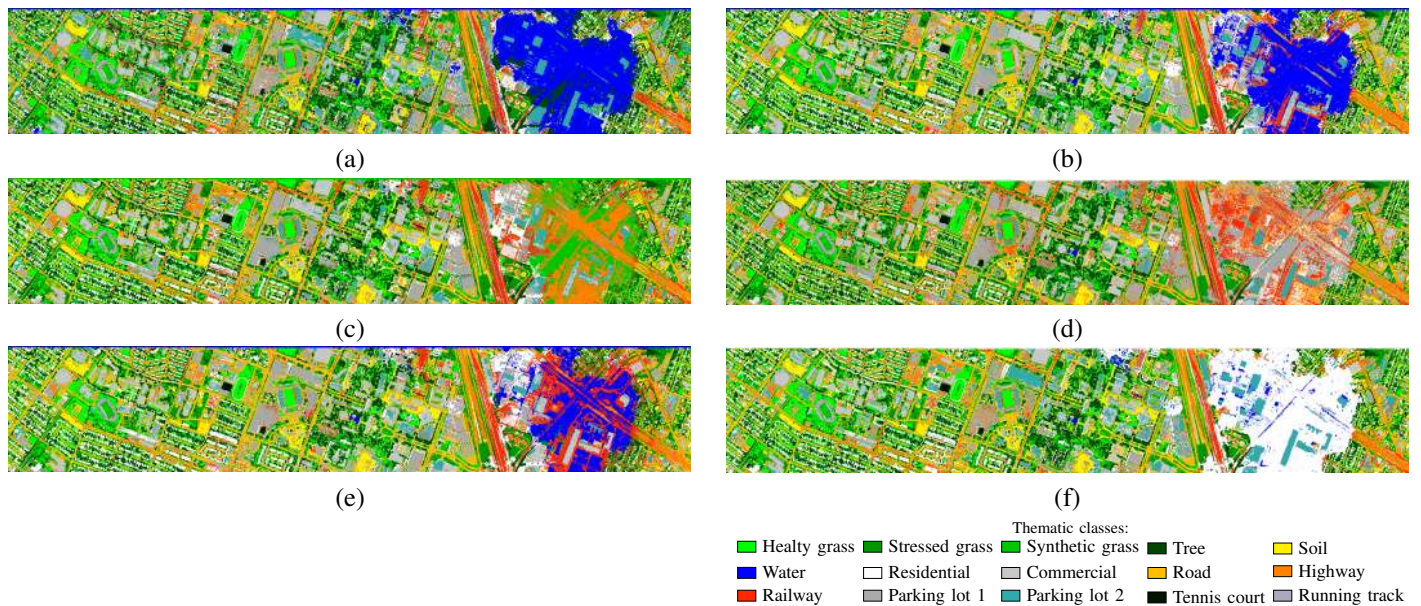 (a)
(b)
(c)
(d)
(e)
(f)
Thematic classes:
Healty grass Stressed grass Synthetic grass Tree Soil
Water Residential Commercial Road Highway
Railway Parking lot 1 Parking lot 2 Tennis court Running track